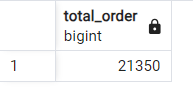 total_order
bigint
1 21350